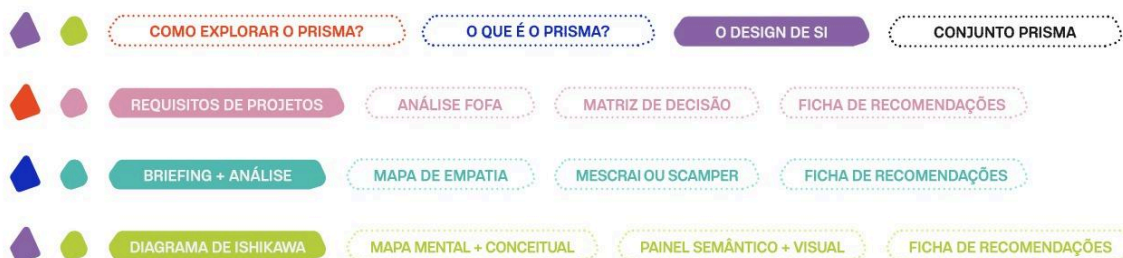 COMO EXPLORAR O PRISMA? O QUE É O PRISMA? O DESIGN DE SI CONJUNTO PRISMA
REQUISITOS DE PROJETOS ANÁLISE FOFA MATRIZ DE DECISÃO FICHA DE RECOMENDAÇÕES
BRIEFING + ANÁLISE MAPA DE EMPATIA MESCRAI OU SCAMPER FICHA DE RECOMENDAÇÕES
DIAGRAMA DE ISHIKAWA MAPA MENTAL + CONCEITUAL PAINEL SEMÂNTICO + VISUAL FICHA DE RECOMENDAÇÕES